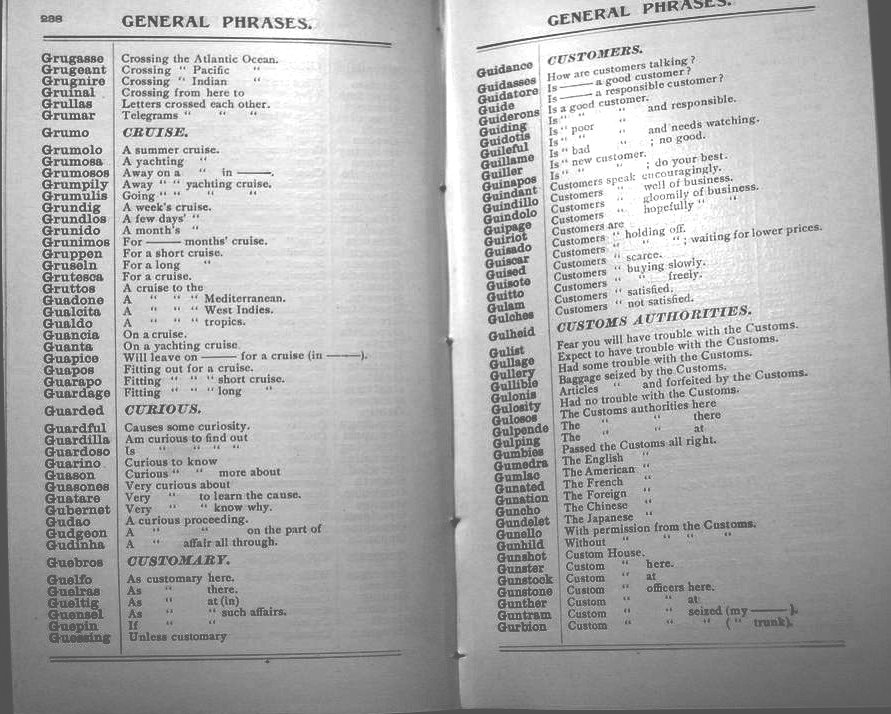 288 GENERAL PHRASES.
Grugasse Crossing the Atlantic Ocean.
Grugeant Crossing " Pacific "
Grugnire Crossing " Indian "
Gruinal Crossing from here to
Grullas Letters crossed each other.
Grumar Telegrams " " "
Grumo CRUISE.
Grumolo A summer cruise.
Grumosa A yachting "
Grumosos Away on a " in ——.
Grumpily Away " " yachting cruise.
Grumulis Going " " " "
Grundig A week's cruise.
Grundlos A few days' "
Grunido A month's "
Grunimos For —— months' cruise.
Gruppen For a short cruise.
Gruseln For a long "
Grutesca For a cruise.
Gruttos A cruise to the
Guadone A " " " Mediterranean.
Gualcita A " " " West Indies.
Gualdo A " " " tropics.
Guancia On a cruise.
Guanta On a yachting cruise
Guapice Will leave on —— for a cruise (in ——).
Guapos Fitting out for a cruise.
Guarapo Fitting " " " short cruise.
Guardage Fitting " " " long "
Guarded CURIOUS.
Guardful Causes some curiosity.
Guardilla Am curious to find out
Guardoso Is " " " "
Guarino Curious to know
Guason Curious " " more about
Guasones Very curious about
Guatare Very " to learn the cause.
Gubernet Very " " know why.
Gudao A curious proceeding.
Gudgeon A " " on the part of
Gudinha A " affair all through.
Guebros CUSTOMARY.
Guelfo As customary here.
Guelras As " there.
Gueltig As " at (in)
Guensel As " " such affairs.
Guespin If " "
Guessing Unless customary
GENERAL PHRASES.
Guidance CUSTOMERS.
Guidasses How are customers talking?
Guidatore Is —— a good customer?
Guide Is —— a responsible customer?
Guiderons Is a good customer.
Guiding Is " " " and responsible.
Guidotis Is " poor "
Guileful Is " " " and needs watching.
Guillame Is " bad " ; no good.
Guiller Is " new customer.
Guinapos Is " " " ; do your best.
Guindant Customers speak encouragingly.
Guindillo Customers " well of business.
Guindolo Customers " gloomily of business.
Guipage Customers " hopefully " "
Guiriot Customers are
Guisado Customers " holding off.
Guiscar Customers " " " ; waiting for lower prices.
Guised Customers " scarce.
Guisote Customers " buying slowly.
Guitto Customers " " freely.
Gulam Customers " satisfied.
Gulches Customers " not satisfied.
Gulheid CUSTOMS AUTHORITIES.
Gulist Fear you will have trouble with the Customs.
Gullage Expect to have trouble with the Customs.
Gullery Had some trouble with the Customs.
Gullible Baggage seized by the Customs.
Gulonis Articles " and forfeited by the Customs.
Gulosity Had no trouble with the Customs.
Gulosos The Customs authorities here
Gulpende The " " there
Gulping The " " at
Gumbies Passed the Customs all right.
Gumedra The English "
Gumlac The American "
Gunated The French "
Gunation The Foreign "
Guncho The Chinese "
Gundelet The Japanese "
Gunello With permission from the Customs.
Gunhild Without " " " "
Gunshot Custom House.
Gunster Custom " here.
Gunstock Custom " at
Gunstone Custom " officers here.
Gunther Custom " " at
Guntram Custom " " seized (my ——).
Gurbion Custom " " " ( " trunk).